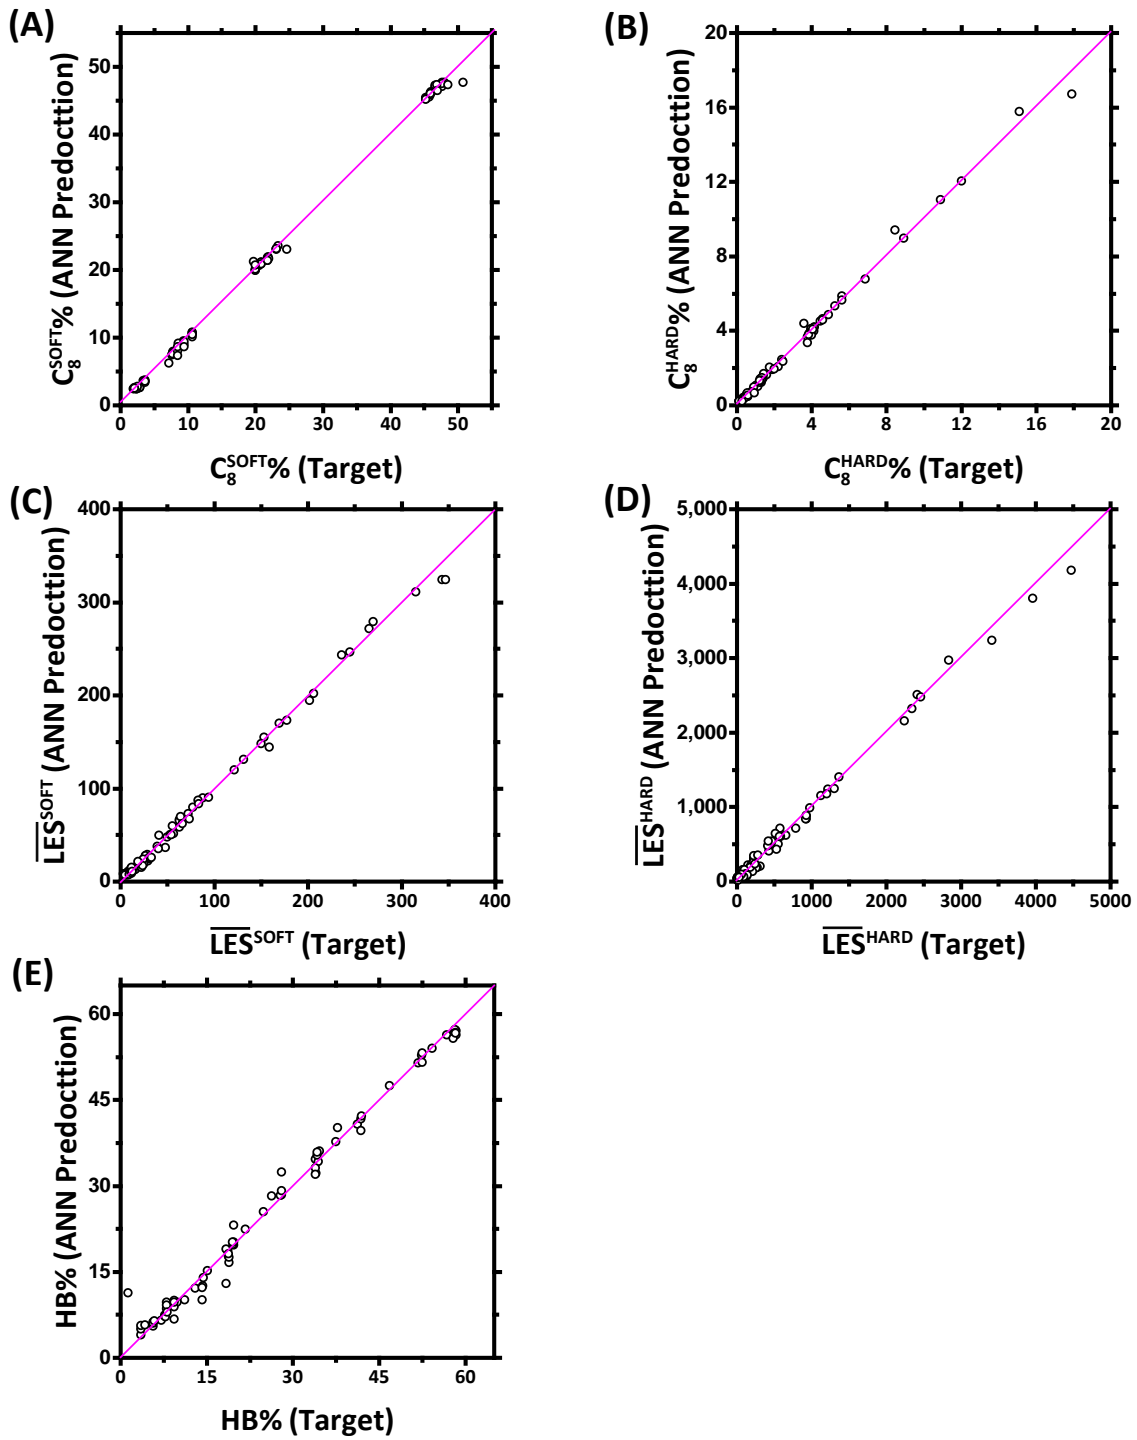 (A)
C₈ˢᴼᶠᵀ% (ANN Predocttion)
50
40
30
20
10
0
0 10 20 30 40 50
C₈ˢᴼᶠᵀ% (Target)
(B)
C₈ᴴᴬᴿᴰ% (ANN Predocttion)
20
16
12
8
4
0
0 4 8 12 16 20
C₈ᴴᴬᴿᴰ% (Target)
(C)
L̅E̅S̅ˢᴼᶠᵀ (ANN Predocttion)
400
300
200
100
0
0 100 200 300 400
L̅E̅S̅ˢᴼᶠᵀ (Target)
(D)
L̅E̅S̅ᴴᴬᴿᴰ (ANN Predocttion)
5,000
4,000
3,000
2,000
1,000
0
0 1000 2000 3000 4000 5000
L̅E̅S̅ᴴᴬᴿᴰ (Target)
(E)
HB% (ANN Predocttion)
60
45
30
15
0
0 15 30 45 60
HB% (Target)